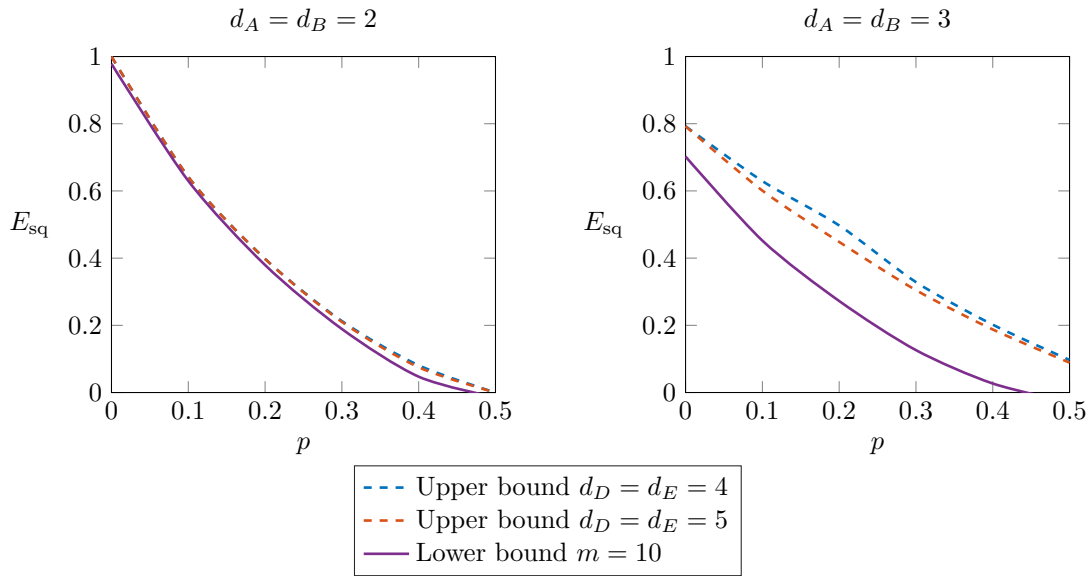 d_A = d_B = 2
d_A = d_B = 3
1
0.8
0.6
0.4
0.2
0
E_sq
0 0.1 0.2 0.3 0.4 0.5
p
1
0.8
0.6
0.4
0.2
0
E_sq
0 0.1 0.2 0.3 0.4 0.5
p
Upper bound d_D = d_E = 4
Upper bound d_D = d_E = 5
Lower bound m = 10